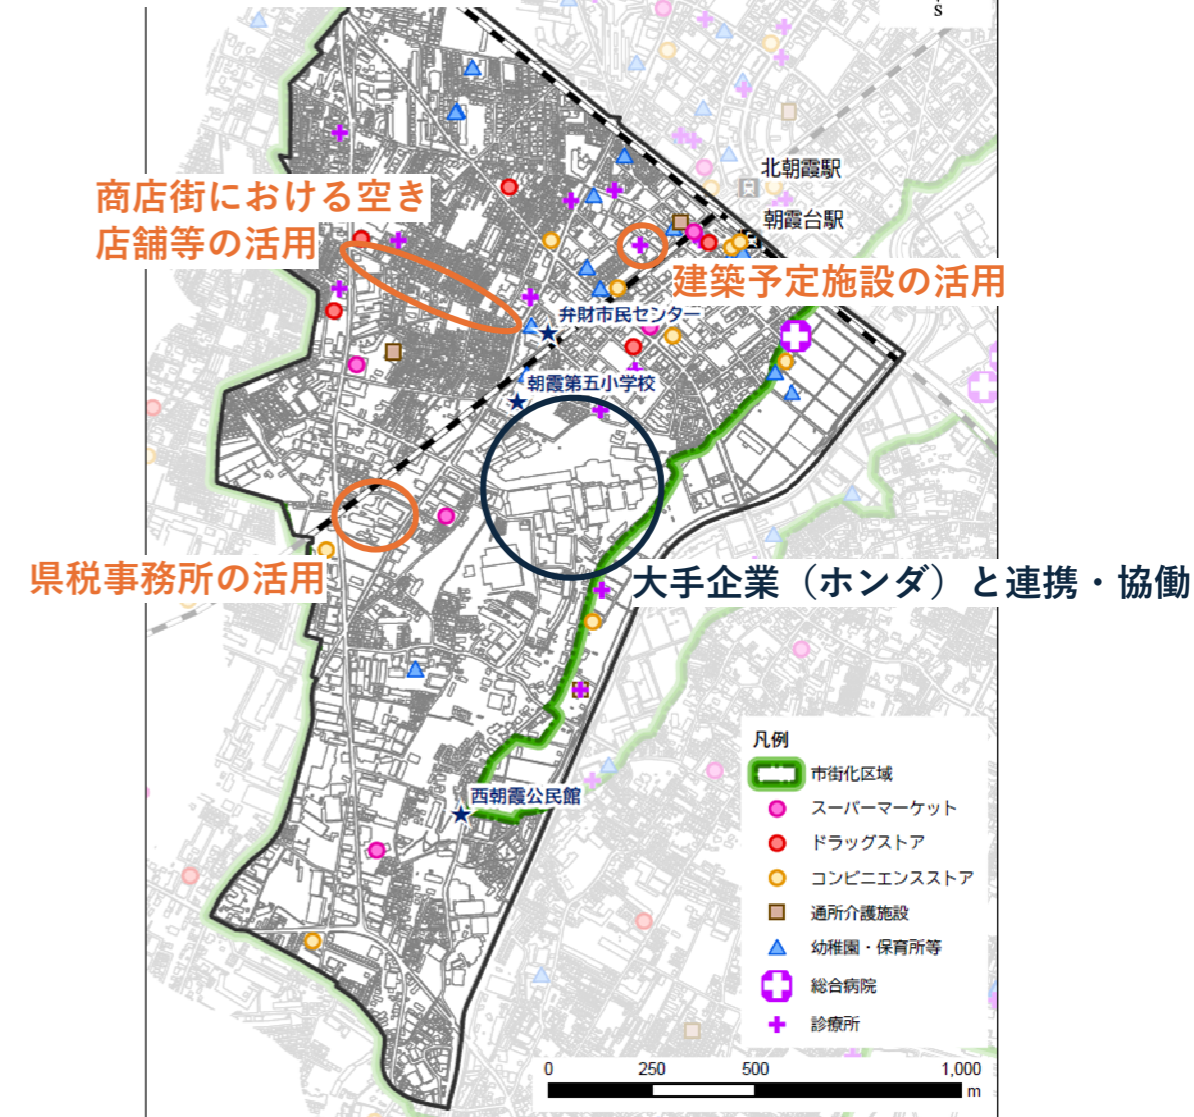 S
北朝霞駅
朝霞台駅
商店街における空き
店舗等の活用
建築予定施設の活用
弁財市民センター
朝霞第五小学校
県税事務所の活用
大手企業（ホンダ）と連携・協働
西朝霞公民館
凡例
市街化区域
スーパーマーケット
ドラッグストア
コンビニエンスストア
通所介護施設
幼稚園・保育所等
総合病院
診療所
0 250 500 1,000
m